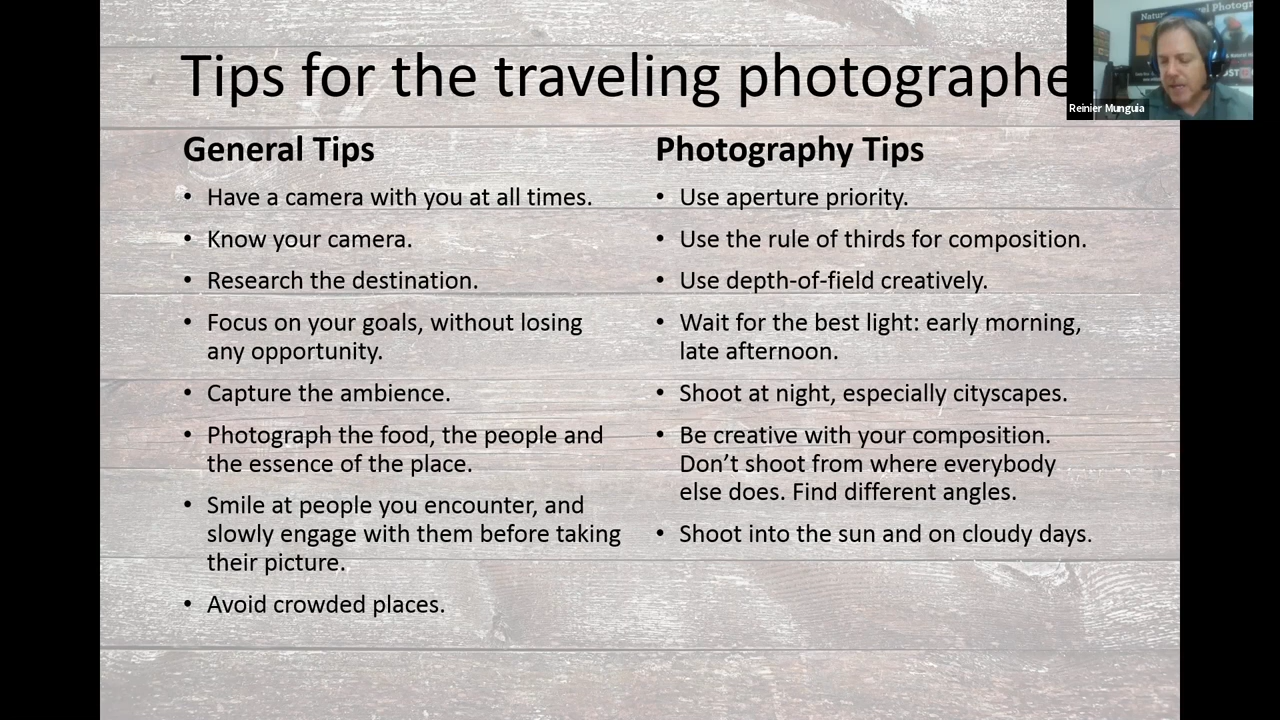 Tips for the traveling photographe
Reinier Munguia
General Tips
• Have a camera with you at all times.
• Know your camera.
• Research the destination.
• Focus on your goals, without losing
any opportunity.
• Capture the ambience.
• Photograph the food, the people and
the essence of the place.
• Smile at people you encounter, and
slowly engage with them before taking
their picture.
• Avoid crowded places.
Photography Tips
• Use aperture priority.
• Use the rule of thirds for composition.
• Use depth-of-field creatively.
• Wait for the best light: early morning,
late afternoon.
• Shoot at night, especially cityscapes.
• Be creative with your composition.
Don’t shoot from where everybody
else does. Find different angles.
• Shoot into the sun and on cloudy days.